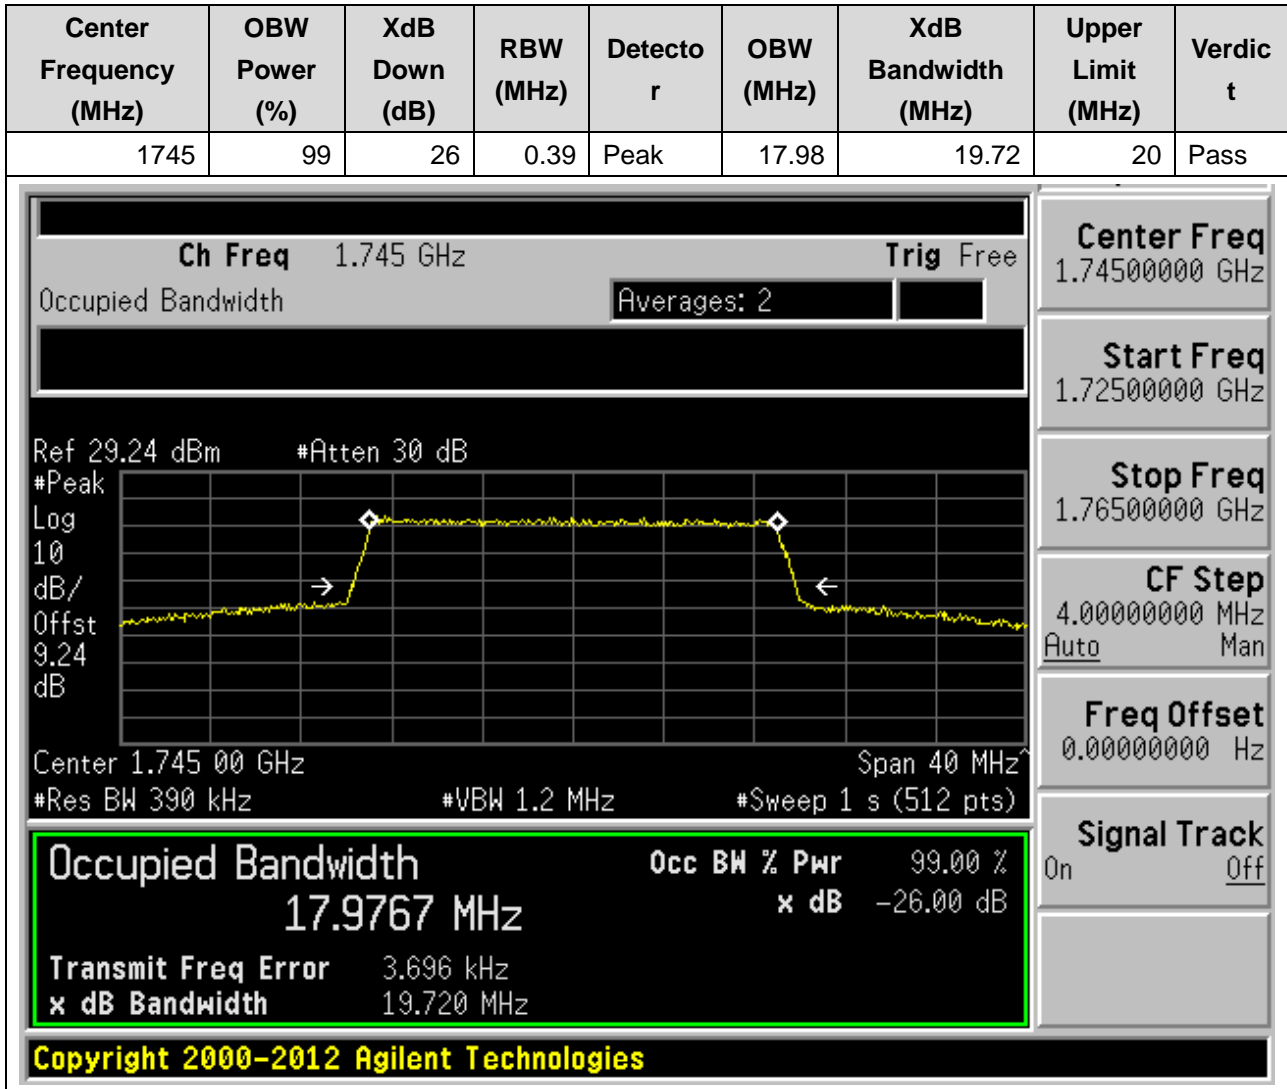 Center Frequency (MHz) OBW Power (%) XdB Down (dB) RBW (MHz) Detecto r OBW (MHz) XdB Bandwidth (MHz) Upper Limit (MHz) Verdic t
1745 99 26 0.39 Peak 17.98 19.72 20 Pass
Ch Freq 1.745 GHz Trig Free
Occupied Bandwidth Averages: 2
Ref 29.24 dBm #Atten 30 dB
#Peak
Log
10
dB/
Offst
9.24
dB
Center 1.745 00 GHz Span 40 MHz^
#Res BW 390 kHz #VBW 1.2 MHz #Sweep 1 s (512 pts)
Occupied Bandwidth Occ BW % Pwr 99.00 %
17.9767 MHz x dB -26.00 dB
Transmit Freq Error 3.696 kHz
x dB Bandwidth 19.720 MHz
Center Freq
1.74500000 GHz
Start Freq
1.72500000 GHz
Stop Freq
1.76500000 GHz
CF Step
4.00000000 MHz
Auto Man
Freq Offset
0.00000000 Hz
Signal Track
On Off
Copyright 2000-2012 Agilent Technologies